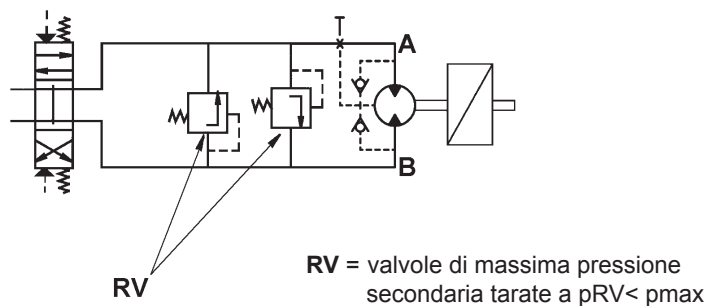 T
A
B
RV
RV = valvole di massima pressione
secondaria tarate a pRV< pmax